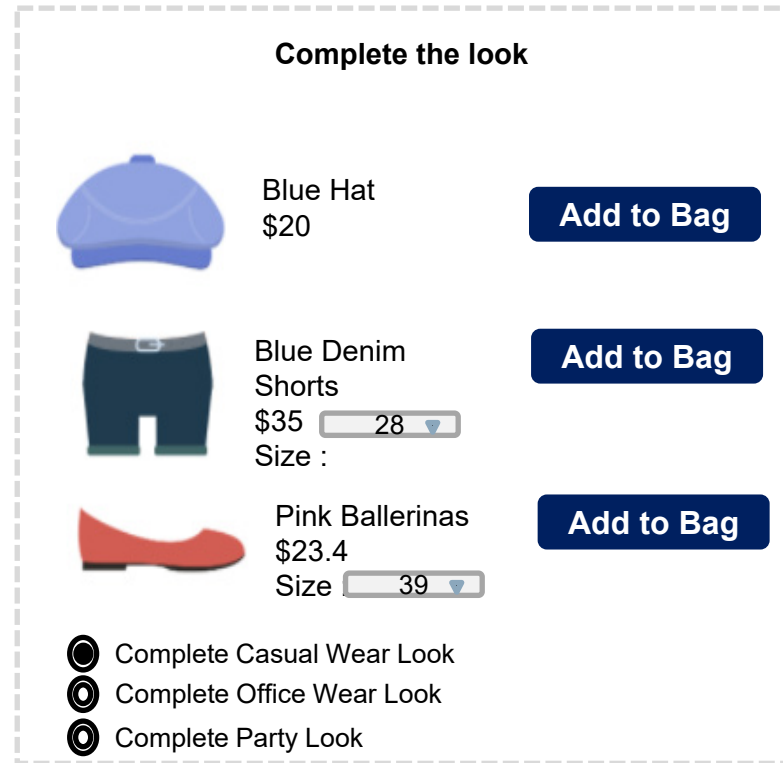 Complete the look
Blue Hat
$20
Add to Bag
Blue Denim
Shorts
$35 28
Size :
Add to Bag
Pink Ballerinas
$23.4
Size : 39
Add to Bag
Complete Casual Wear Look
Complete Office Wear Look
Complete Party Look